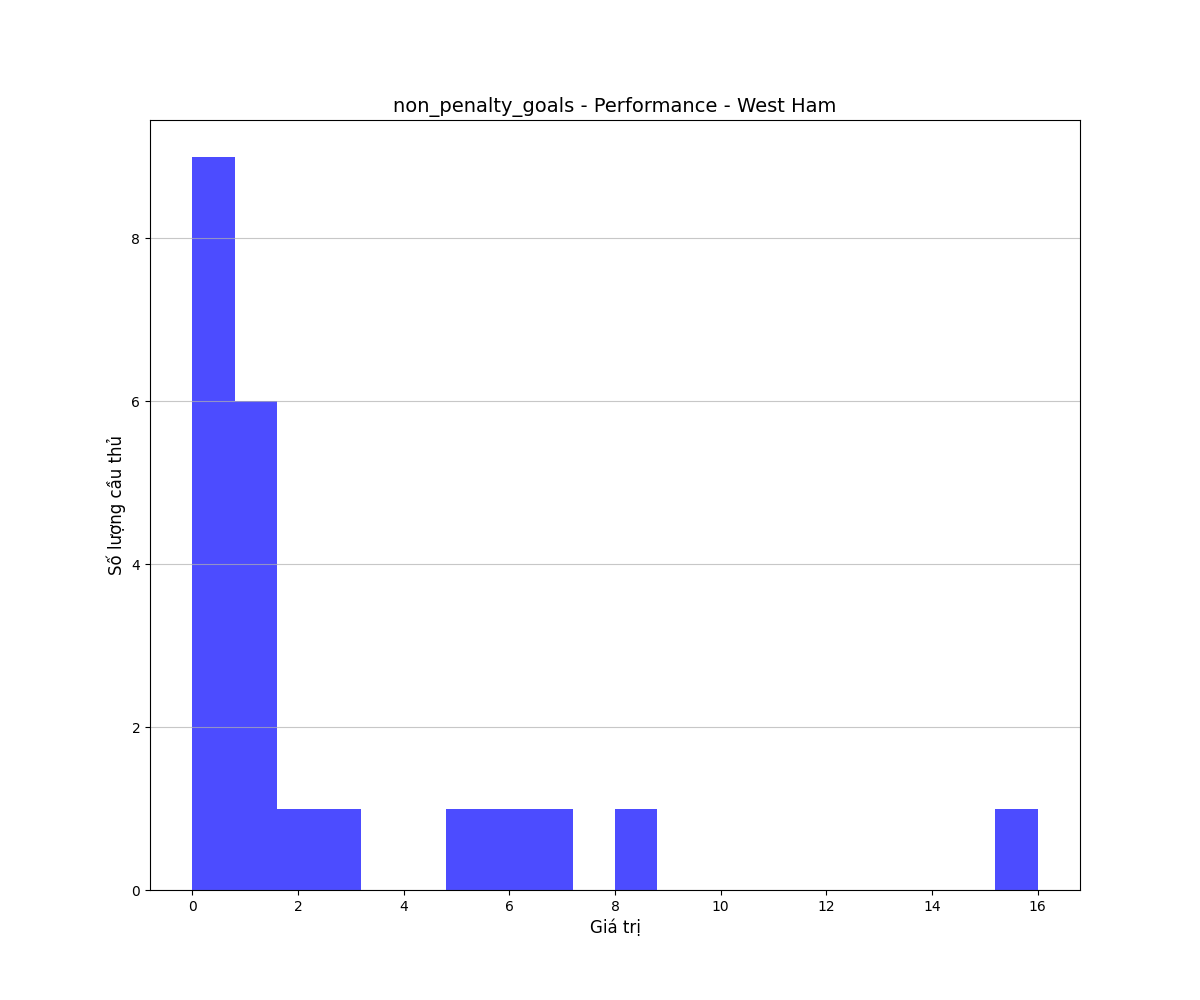 non_penalty_goals - Performance - West Ham
Số lượng cầu thủ
8
6
4
2
0
0 2 4 6 8 10 12 14 16
Giá trị